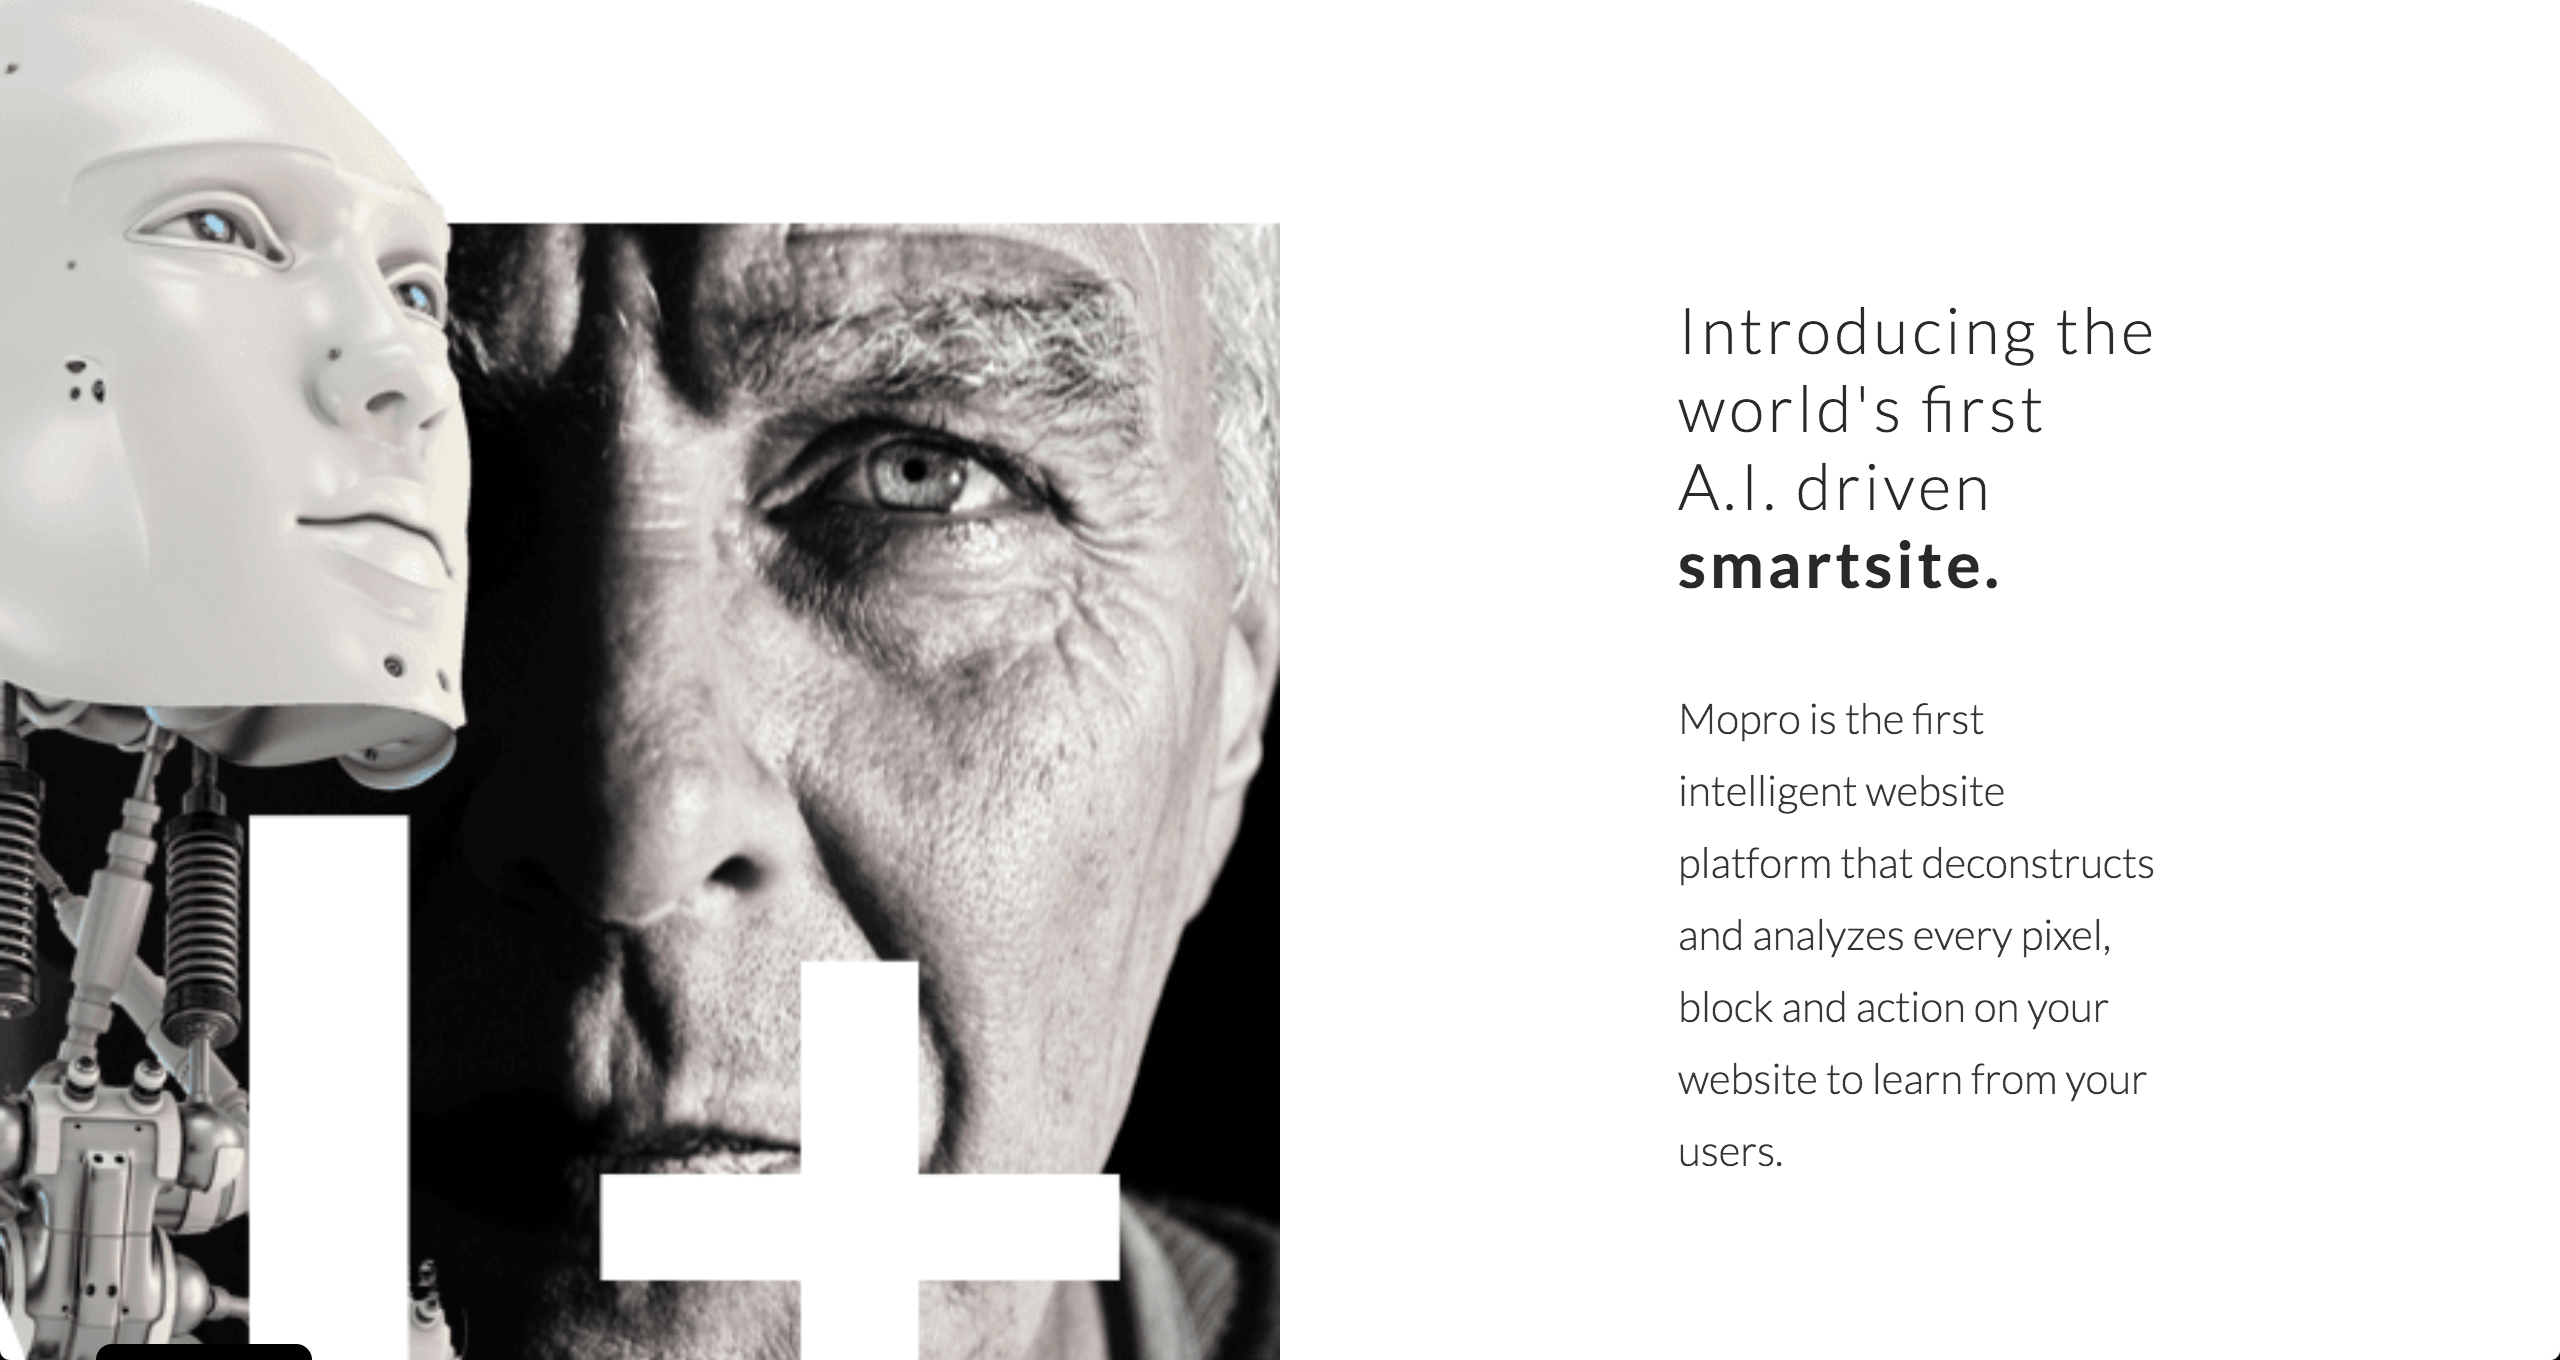 Introducing the
world's first
A.I. driven
smartsite.
Mopro is the first
intelligent website
platform that deconstructs
and analyzes every pixel,
block and action on your
website to learn from your
users.